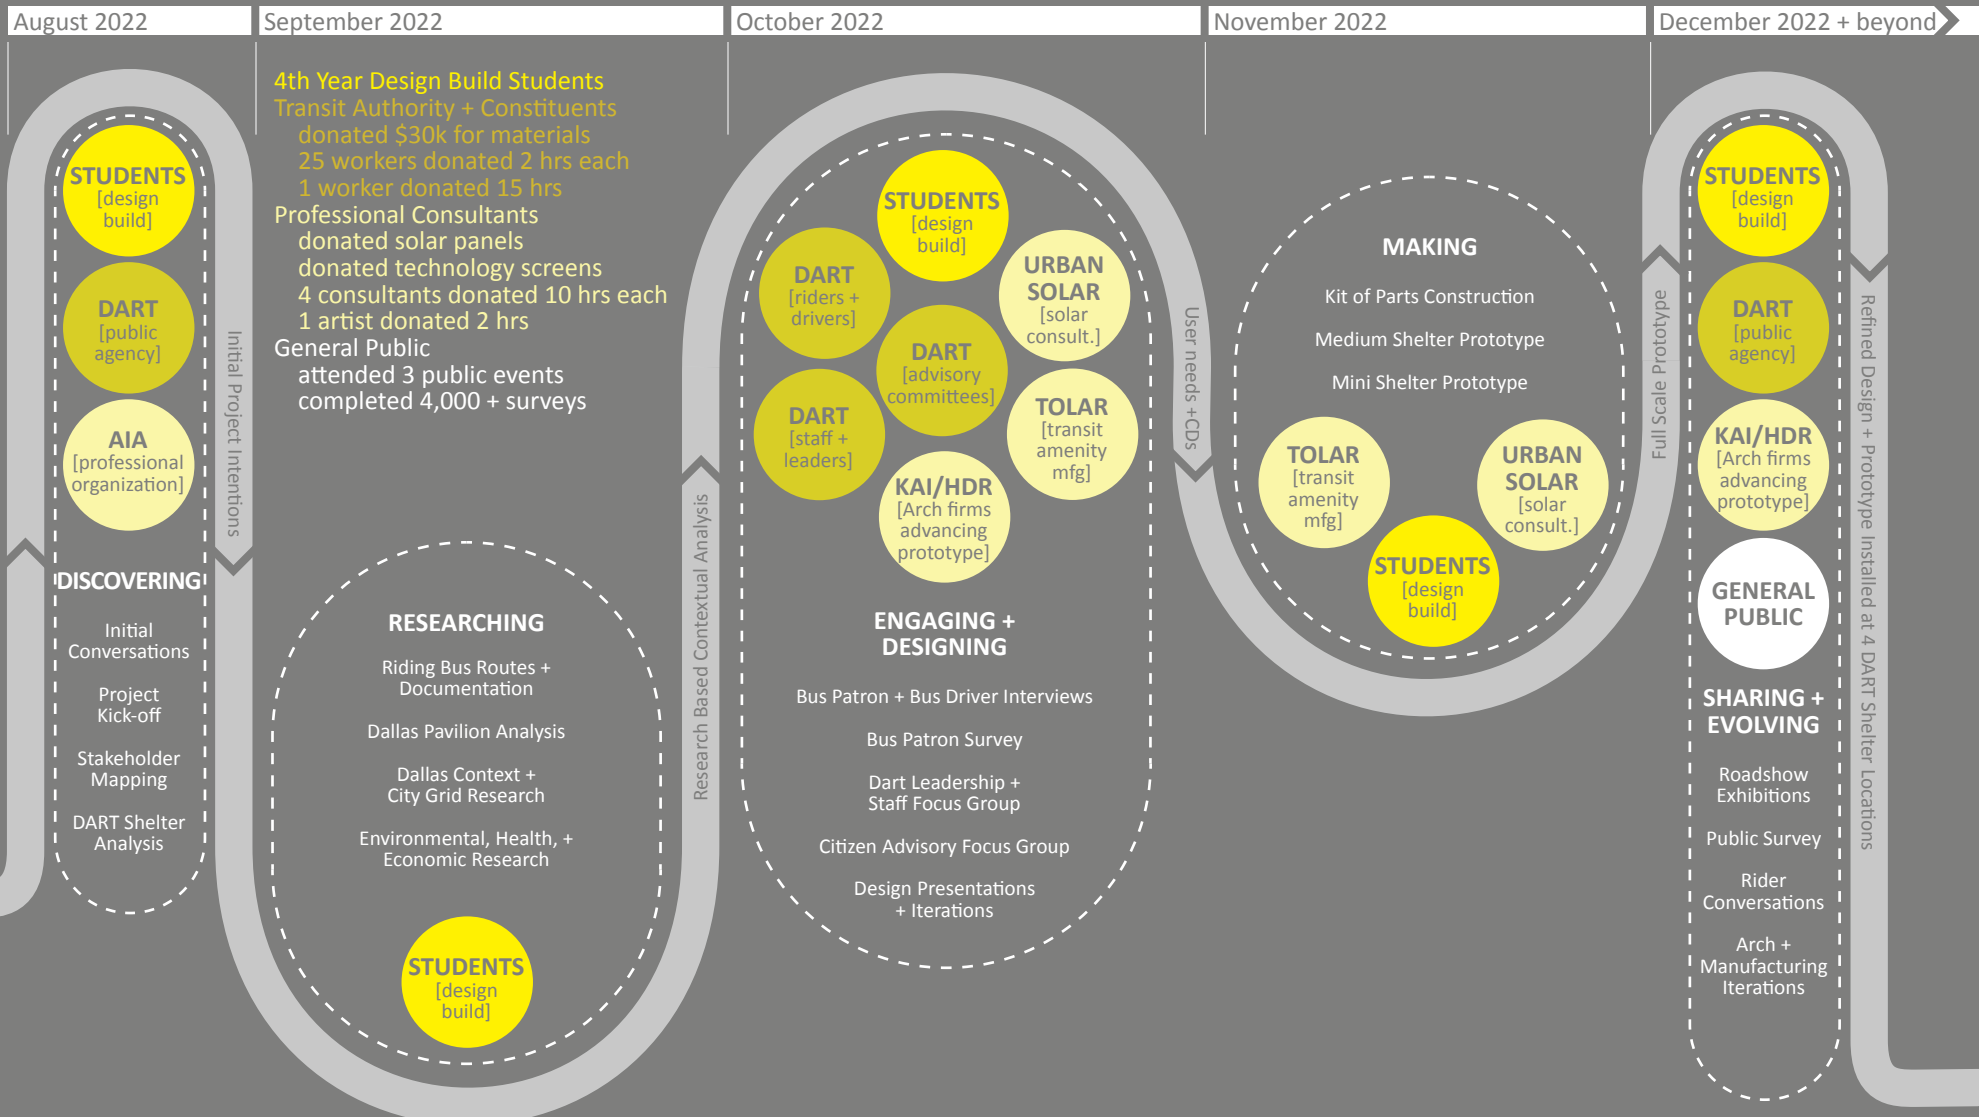 August 2022
September 2022
October 2022
November 2022
December 2022 + beyond
STUDENTS
[design
build]
DART
[public
agency]
AIA
[professional
organization]
DISCOVERING
Initial
Conversations
Project
Kick-off
Stakeholder
Mapping
DART Shelter
Analysis
Initial Project Intentions
4th Year Design Build Students
Transit Authority + Constituents
donated $30k for materials
25 workers donated 2 hrs each
1 worker donated 15 hrs
Professional Consultants
donated solar panels
donated technology screens
4 consultants donated 10 hrs each
1 artist donated 2 hrs
General Public
attended 3 public events
completed 4,000 + surveys
RESEARCHING
Riding Bus Routes +
Documentation
Dallas Pavilion Analysis
Dallas Context +
City Grid Research
Environmental, Health, +
Economic Research
STUDENTS
[design
build]
Research Based Contextual Analysis
STUDENTS
[design
build]
DART
[riders +
drivers]
URBAN
SOLAR
[solar
consult.]
DART
[advisory
committees]
DART
[staff +
leaders]
TOLAR
[transit
amenity
mfg]
KAI/HDR
[Arch firms
advancing
prototype]
ENGAGING +
DESIGNING
Bus Patron + Bus Driver Interviews
Bus Patron Survey
Dart Leadership +
Staff Focus Group
Citizen Advisory Focus Group
Design Presentations
+ Iterations
User needs +CDs
MAKING
Kit of Parts Construction
Medium Shelter Prototype
Mini Shelter Prototype
TOLAR
[transit
amenity
mfg]
URBAN
SOLAR
[solar
consult.]
STUDENTS
[design
build]
Full Scale Prototype
STUDENTS
[design
build]
DART
[public
agency]
KAI/HDR
[Arch firms
advancing
prototype]
GENERAL
PUBLIC
SHARING +
EVOLVING
Roadshow
Exhibitions
Public Survey
Rider
Conversations
Arch +
Manufacturing
Iterations
Refined Design + Prototype Installed at 4 DART Shelter Locations